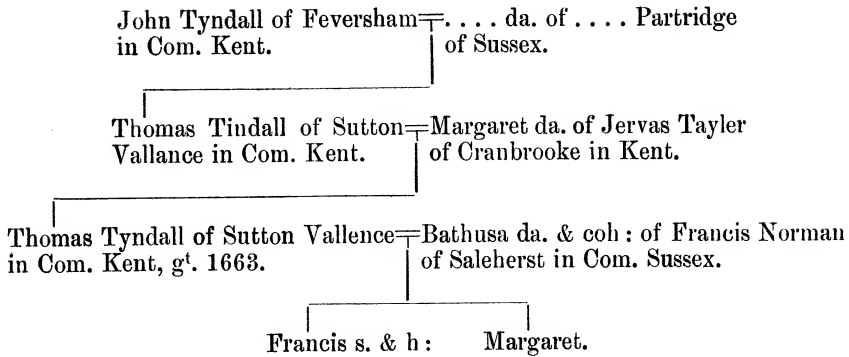 John Tyndall of Feversham=. . . . da. of . . . . Partridge
in Com. Kent. of Sussex.
Thomas Tindall of Sutton=Margaret da. of Jervas Tayler
Vallance in Com. Kent. of Cranbrooke in Kent.
Thomas Tyndall of Sutton Vallence=Bathusa da. & coh : of Francis Norman
in Com. Kent, gᵗ. 1663. of Saleherst in Com. Sussex.
Francis s. & h : Margaret.